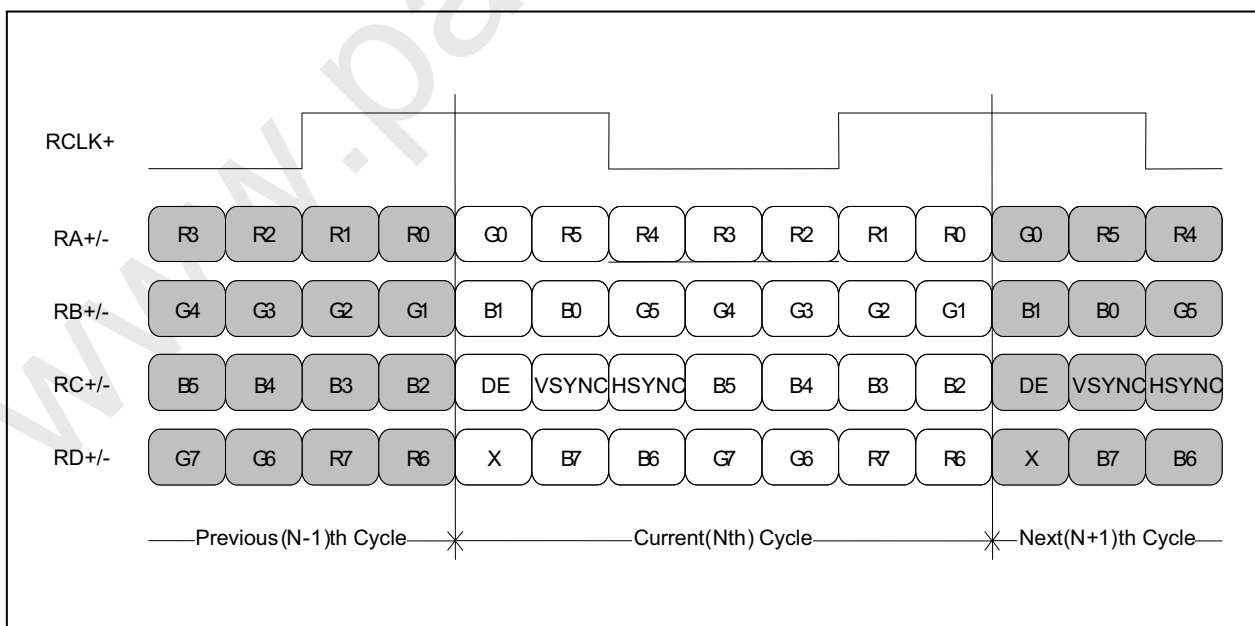 www.pa
RCLK+
RA+/- R3 R2 R1 R0 G0 R5 R4 R3 R2 R1 R0 G0 R5 R4
RB+/- G4 G3 G2 G1 B1 B0 G5 G4 G3 G2 G1 B1 B0 G5
RC+/- B5 B4 B3 B2 DE VSYNC HSYNC B5 B4 B3 B2 DE VSYNC HSYNC
RD+/- G7 G6 R7 R6 X B7 B6 G7 G6 R7 R6 X B7 B6
Previous(N-1)th Cycle Current(Nth) Cycle Next(N+1)th Cycle